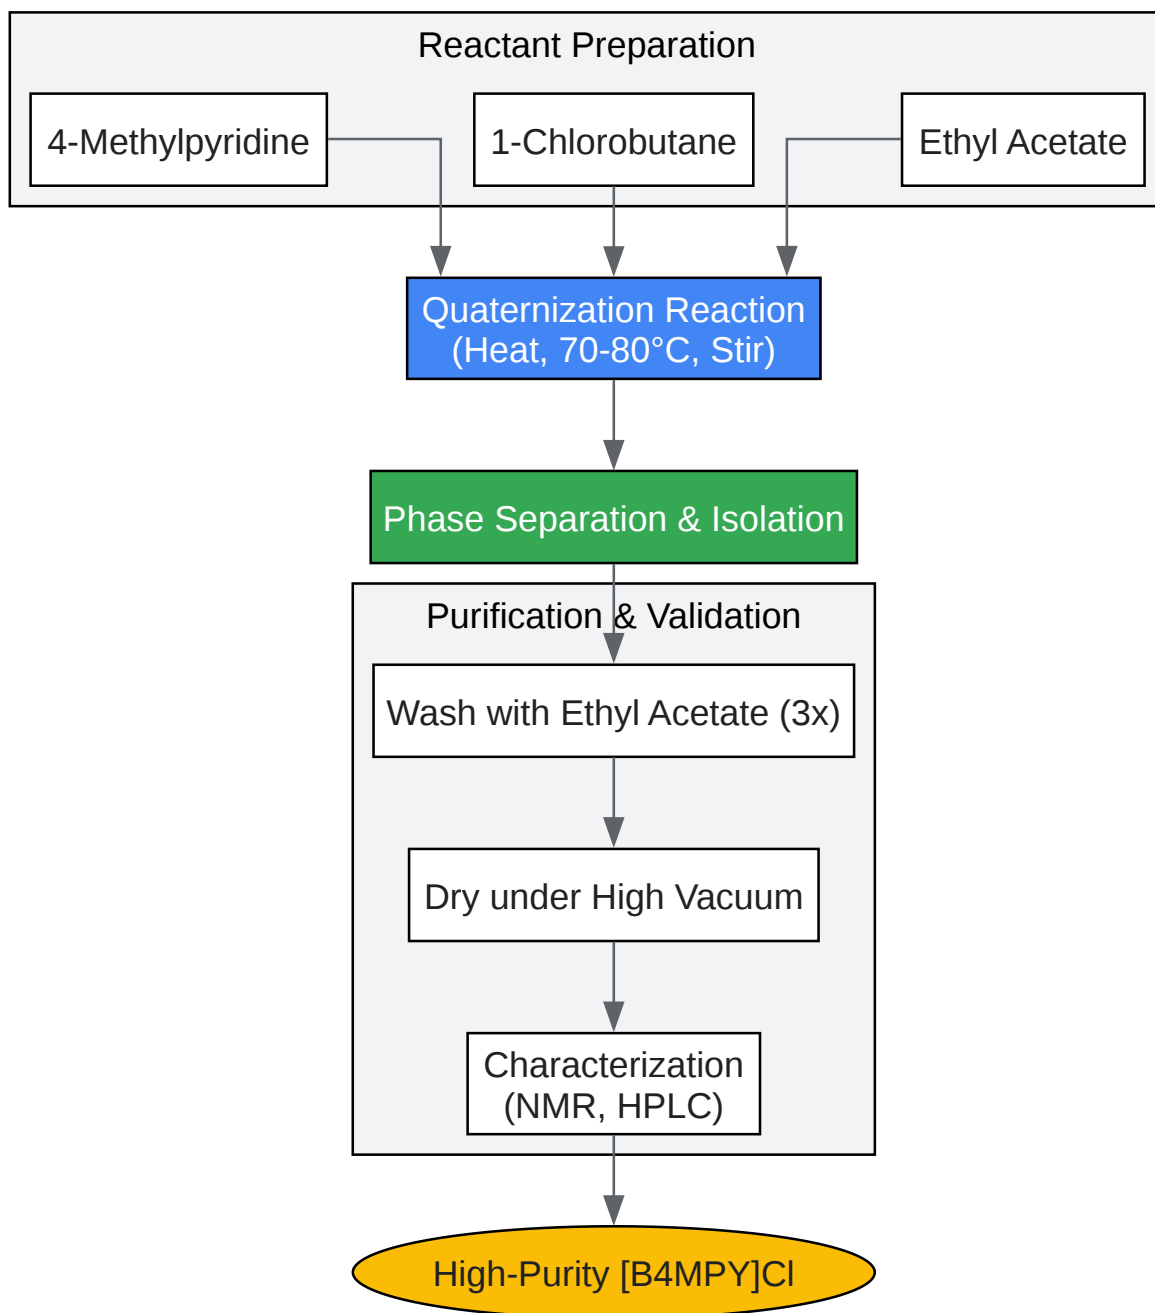 Reactant Preparation
4-Methylpyridine
1-Chlorobutane
Ethyl Acetate
Quaternization Reaction
(Heat, 70-80°C, Stir)
Phase Separation & Isolation
Purification & Validation
Wash with Ethyl Acetate (3x)
Dry under High Vacuum
Characterization
(NMR, HPLC)
High-Purity [B4MPY]Cl